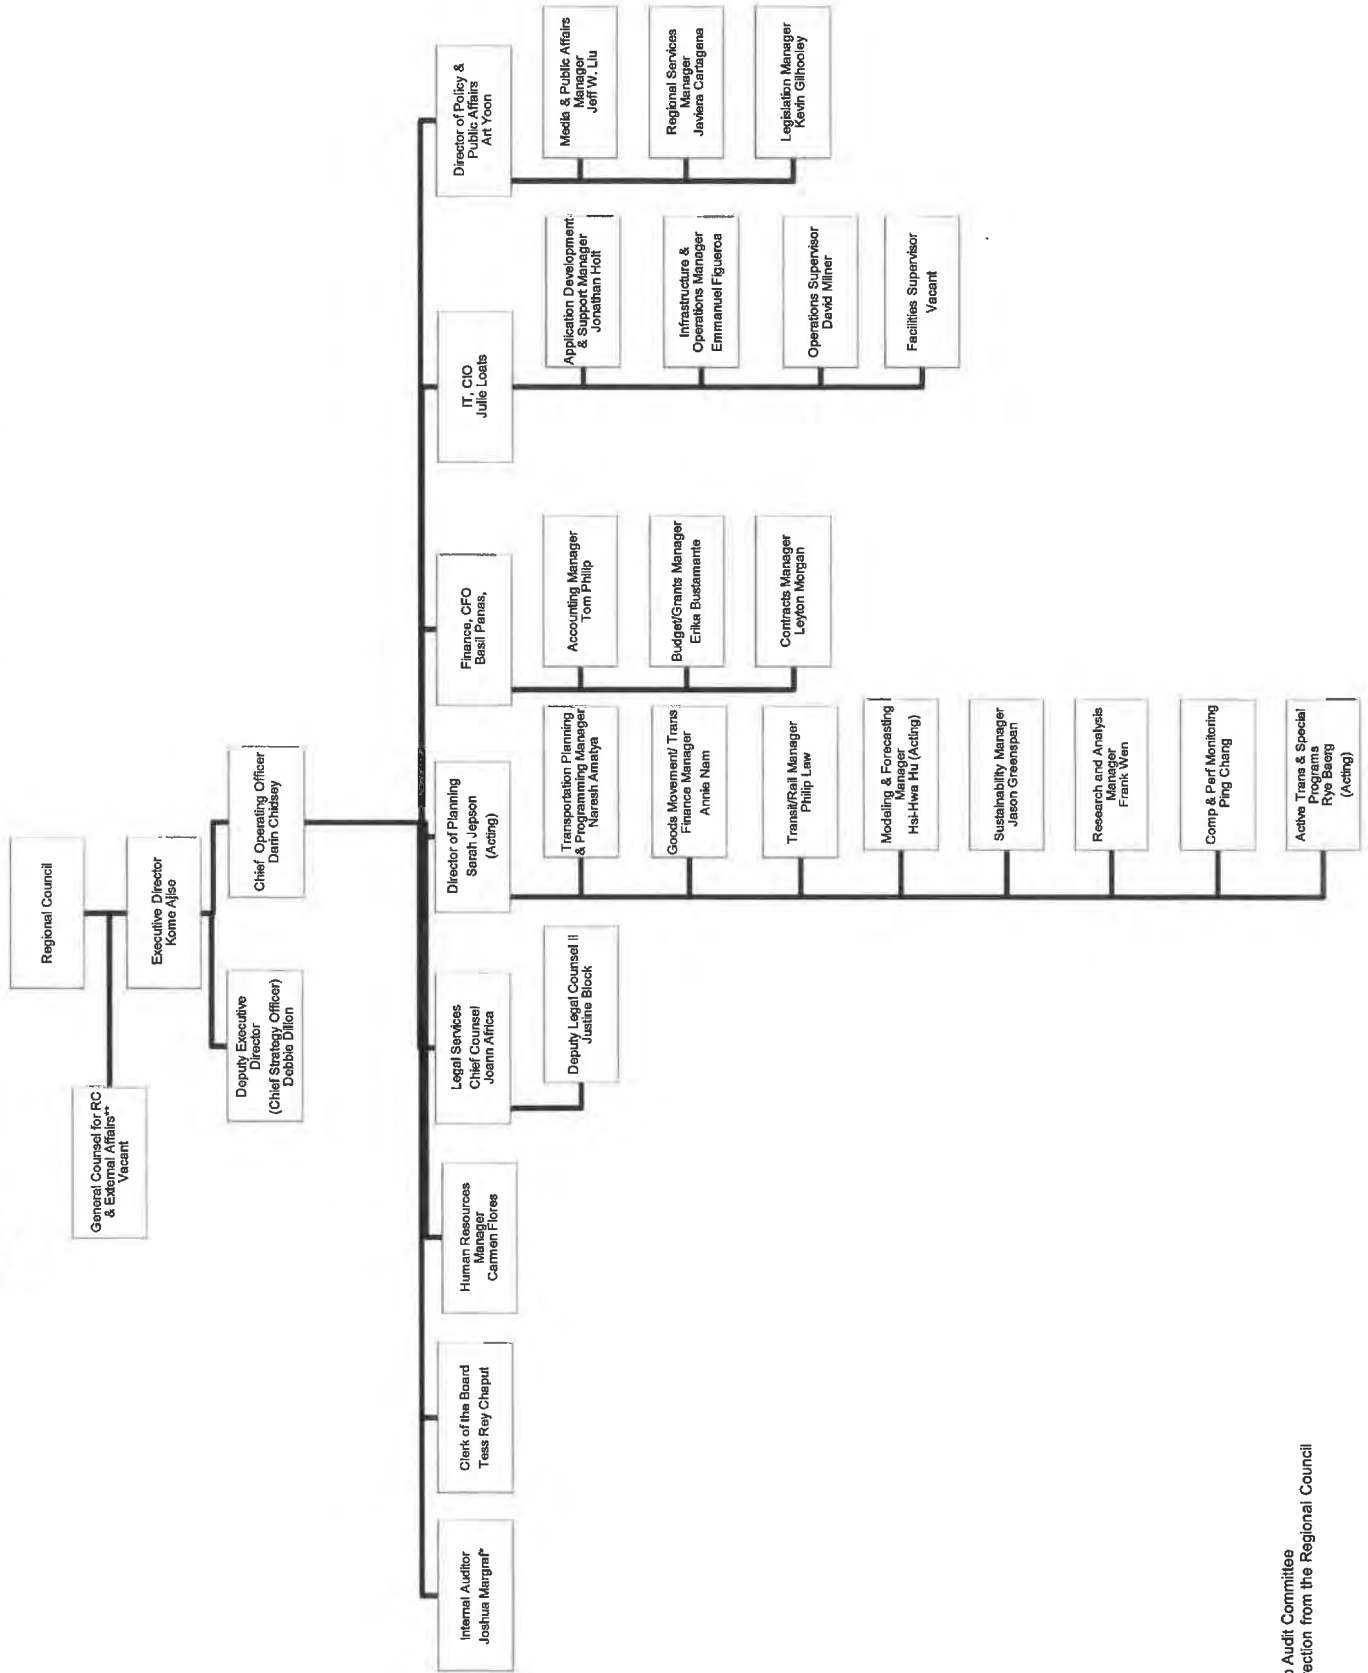 Regional Council
General Counsel for RC
& External Affairs**
Vacant
Executive Director
Kome Ajise
Deputy Executive
Director
(Chief Strategy Officer)
Debbie Dillon
Chief Operating Officer
Darin Chidsey
Internal Auditor
Joshua Margraf*
Clerk of the Board
Tess Rey Chaput
Human Resources
Manager
Carmen Flores
Legal Services
Chief Counsel
Joann Africa
Deputy Legal Counsel II
Justine Block
Director of Planning
Sarah Jepson
(Acting)
Transportation Planning
& Programming Manager
Naresh Amatya
Goods Movement/ Trans
Finance Manager
Annie Nam
Transit/Rail Manager
Philip Law
Modeling & Forecasting
Manager
Hsi-Hwa Hu (Acting)
Sustainability Manager
Jason Greenspan
Research and Analysis
Manager
Frank Wen
Comp & Perf Monitoring
Ping Chang
Active Trans & Special
Programs
Rye Baerg
(Acting)
Finance, CFO
Basil Panas,
Accounting Manager
Tom Philip
Budget/Grants Manager
Erika Bustamante
Contracts Manager
Leyton Morgan
IT, CIO
Julie Loats
Application Development
& Support Manager
Jonathan Holt
Infrastructure &
Operations Manager
Emmanuel Figueroa
Operations Supervisor
David Milner
Facilities Supervisor
Vacant
Director of Policy &
Public Affairs
Art Yoon
Media & Public Affairs
Manager
Jeff W. Liu
Regional Services
Manager
Javiera Cartagena
Legislation Manager
Kevin Gilhooley
Audit Committee
rection from the Regional Council